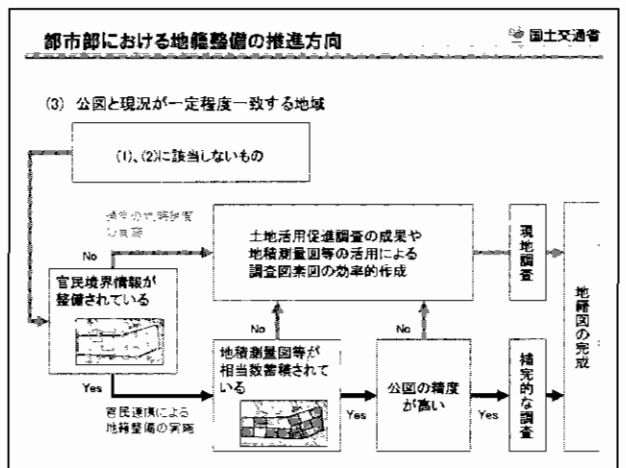 都市部における地籍整備の推進方向
国土交通省
(3) 公図と現況が一定程度一致する地域
(1)、(2)に該当しないもの
No
官民境界情報が
整備されている
Yes
官民連携による
地籍整備の実施
土地活用促進調査の成果や
地積測量図等の活用による
調査図素図の効率的作成
No
地積測量図等が
相当数蓄積されて
いる
Yes
No
公図の精度
が高い
Yes
現地調査
補完的な調査
地籍図の完成